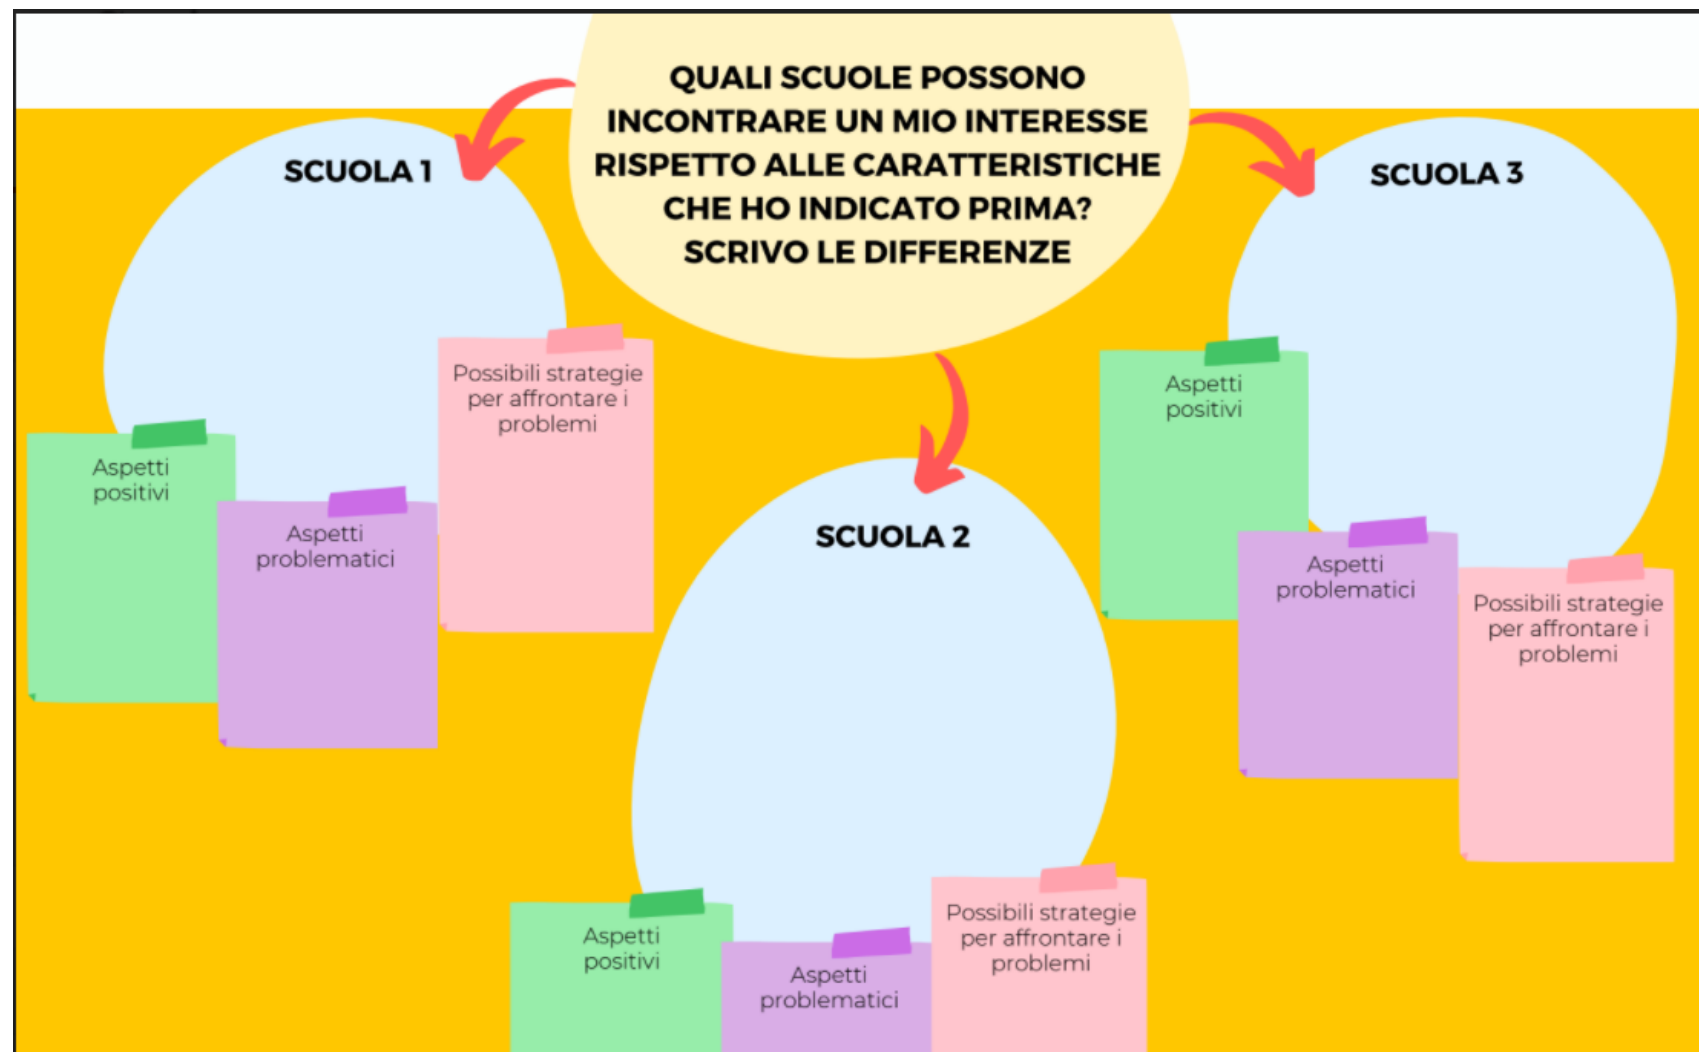 QUALI SCUOLE POSSONO
INCONTRARE UN MIO INTERESSE
RISPETTO ALLE CARATTERISTICHE
CHE HO INDICATO PRIMA?
SCRIVO LE DIFFERENZE
SCUOLA 1
Aspetti
positivi
Aspetti
problematici
Possibili strategie
per affrontare i
problemi
SCUOLA 2
Aspetti
positivi
Aspetti
problematici
Possibili strategie
per affrontare i
problemi
SCUOLA 3
Aspetti
positivi
Aspetti
problematici
Possibili strategie
per affrontare i
problemi